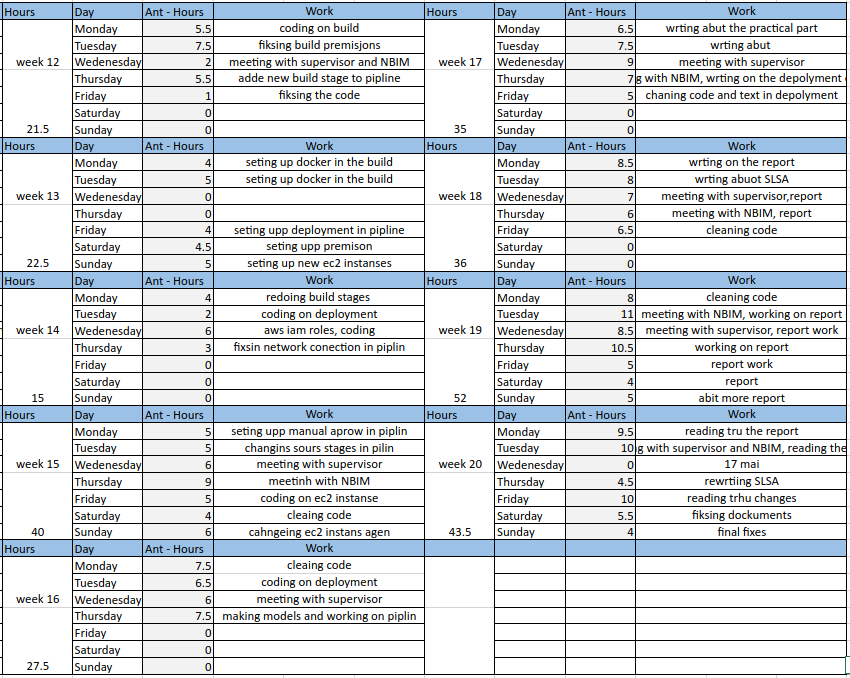 Hours Day Ant - Hours Work Hours Day Ant - Hours Work
Monday 5.5 coding on build Monday 6.5 wrting abut the practical part
Tuesday 7.5 fiksing build premisjons Tuesday 7.5 wrting abut
week 12 Wedenesday 2 meeting with supervisor and NBIM week 17 Wedenesday 9 meeting with supervisor
Thursday 5.5 adde new build stage to pipline Thursday 7 g with NBIM, wrting on the depolyment
Friday 1 fiksing the code Friday 5 chaning code and text in depolyment
Saturday 0 Saturday 0
21.5 Sunday 0 35 Sunday 0
Hours Day Ant - Hours Work Hours Day Ant - Hours Work
Monday 4 seting up docker in the build Monday 8.5 wrting on the report
Tuesday 5 seting up docker in the build Tuesday 8 wrting abuot SLSA
week 13 Wedenesday 0 week 18 Wedenesday 7 meeting with supervisor,report
Thursday 0 Thursday 6 meeting with NBIM, report
Friday 4 seting upp deployment in pipline Friday 6.5 cleaning code
Saturday 4.5 seting upp premison Saturday 0
22.5 Sunday 5 seting up new ec2 instanses 36 Sunday 0
Hours Day Ant - Hours Work Hours Day Ant - Hours Work
Monday 4 redoing build stages Monday 8 cleaning code
Tuesday 2 coding on deployment Tuesday 11 meeting with NBIM, working on report
week 14 Wedenesday 6 aws iam roles, coding week 19 Wedenesday 8.5 meeting with supervisor, report work
Thursday 3 fixsin network conection in piplin Thursday 10.5 working on report
Friday 0 Friday 5 report work
Saturday 0 Saturday 4 report
15 Sunday 0 52 Sunday 5 abit more report
Hours Day Ant - Hours Work Hours Day Ant - Hours Work
Monday 5 seting upp manual aprow in piplin Monday 9.5 reading tru the report
Tuesday 5 changins sours stages in pilin Tuesday 10 g with supervisor and NBIM, reading the
week 15 Wedenesday 6 meeting with supervisor week 20 Wedenesday 0 17 mai
Thursday 9 meetinh with NBIM Thursday 4.5 rewrtiing SLSA
Friday 5 coding on ec2 instanse Friday 10 reading trhu changes
Saturday 4 cleaing code Saturday 5.5 fiksing dockuments
40 Sunday 6 cahngeing ec2 instans agen 43.5 Sunday 4 final fixes
Hours Day Ant - Hours Work
Monday 7.5 cleaing code
Tuesday 6.5 coding on deployment
week 16 Wedenesday 6 meeting with supervisor
Thursday 7.5 making models and working on piplin
Friday 0
Saturday 0
27.5 Sunday 0